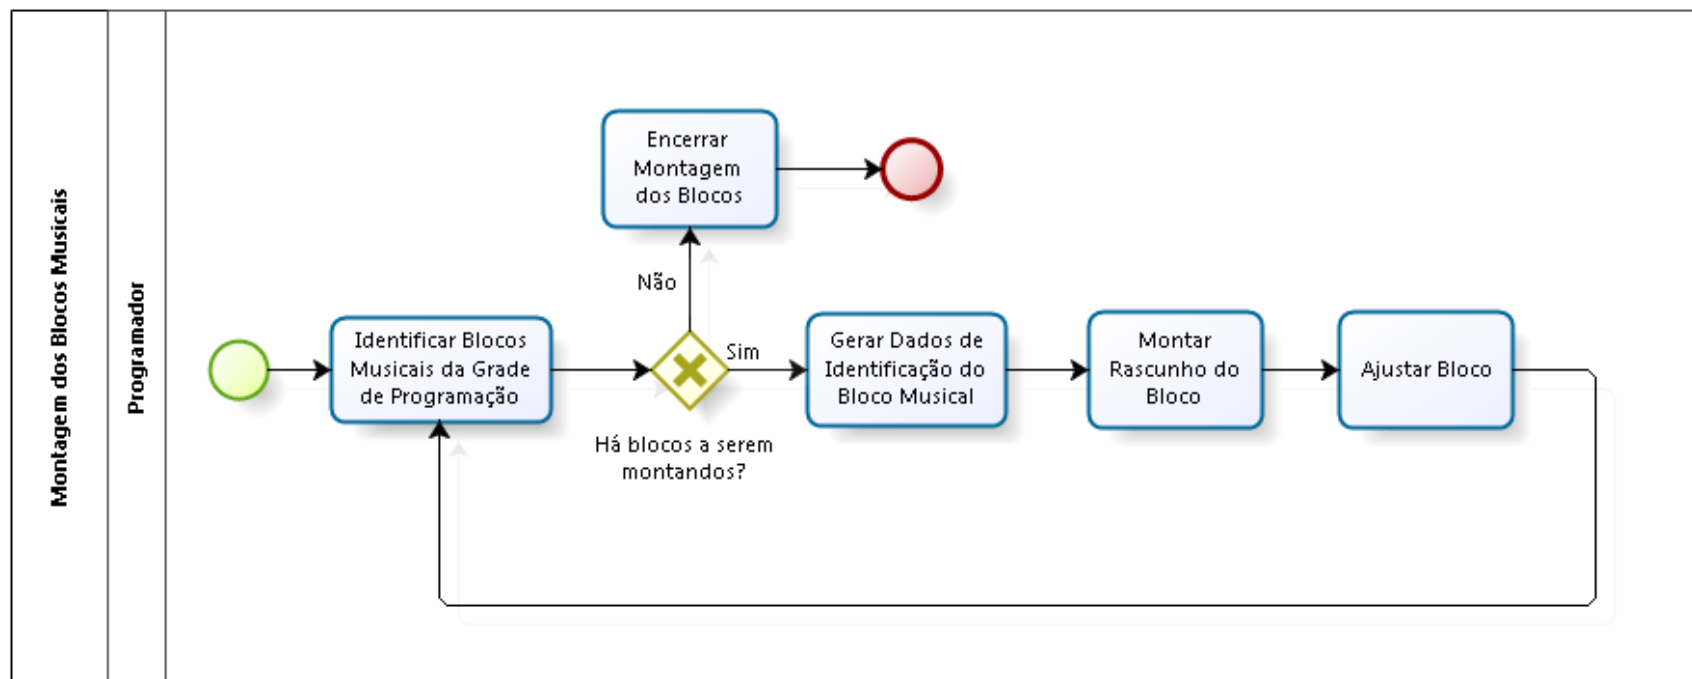 Montagem dos Blocos Musicais
Programador
Encerrar
Montagem
dos Blocos
Não
Identificar Blocos
Musicais da Grade
de Programação
Sim
Há blocos a serem
montandos?
Gerar Dados de
Identificação do
Bloco Musical
Montar
Rascunho do
Bloco
Ajustar Bloco